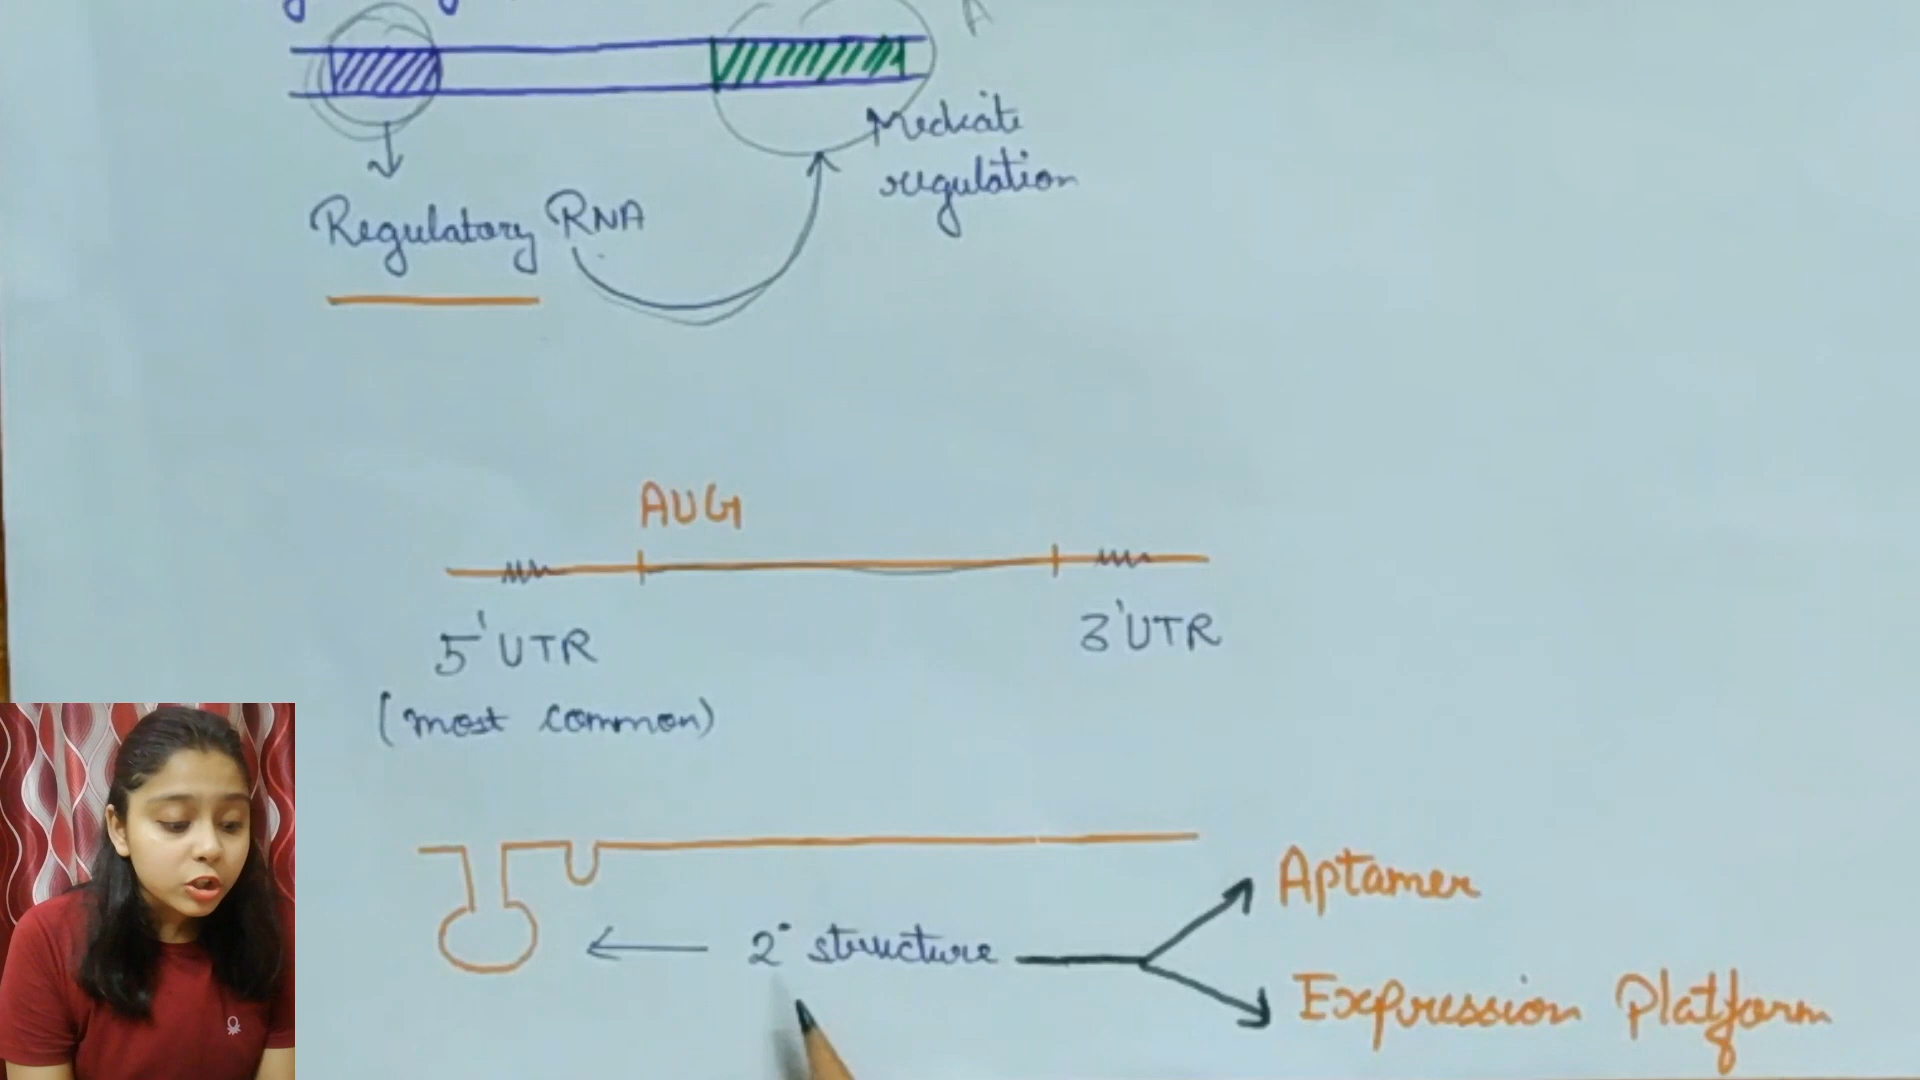 A
Mediate
regulation
Regulatory RNA
AUG
5' UTR
3' UTR
(most common)
2° structure
Aptamer
Expression Platform